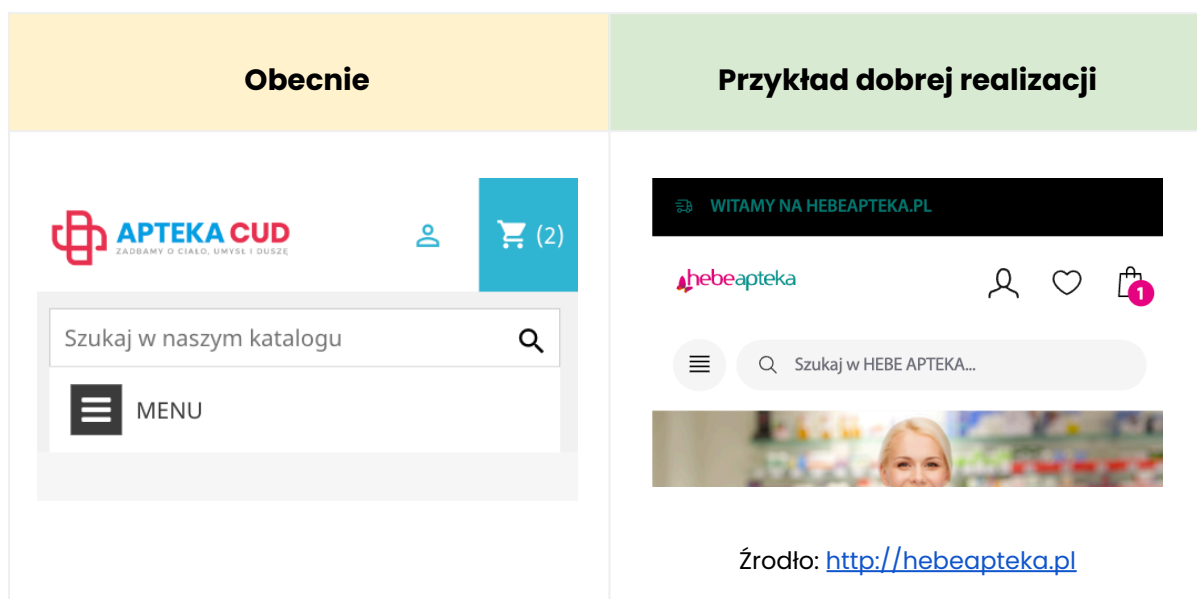 Obecnie
Przykład dobrej realizacji
APTEKA CUD
ZADBAMY O CIAŁO, UMYSŁ I DUSZĘ
(2)
Szukaj w naszym katalogu
MENU
WITAMY NA HEBEAPTEKA.PL
hebeapteka
1
Szukaj w HEBE APTEKA...
Źrodło: http://hebeapteka.pl